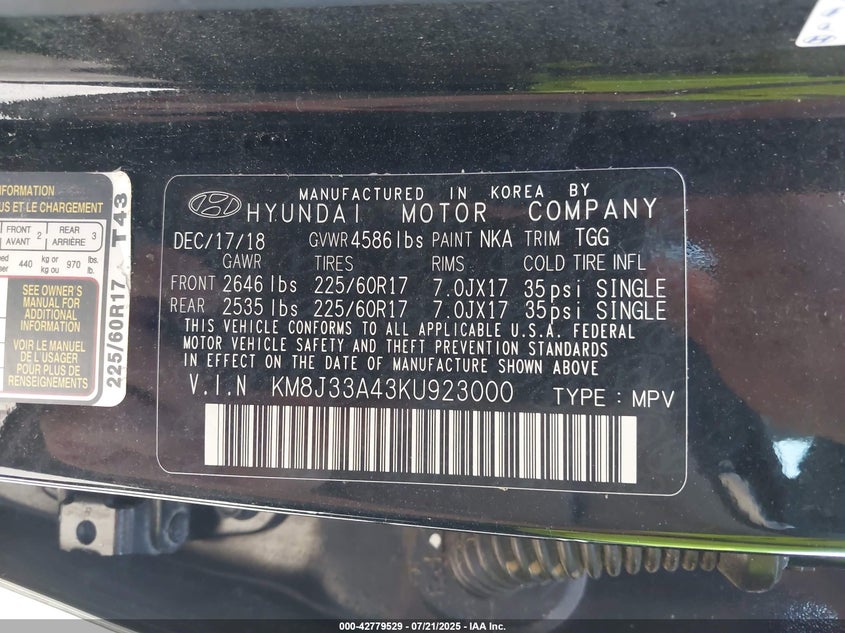 NFORMATION
US ET LE CHARGEMENT
FRONT AVANT 2 REAR ARRIÈRE 3
440 kg or kg ou 970 lbs. lb.
SEE OWNER'S
MANUAL FOR
ADDITIONAL
INFORMATION
VOIR LE MANUEL
DE L'USAGER
POUR PLUS DE
RENSEIGNEMENTS
225/60R17 T43
MANUFACTURED IN KOREA BY
HYUNDAI MOTOR COMPANY
DEC/17/18 GVWR 4586 lbs PAINT NKA TRIM TGG
GAWR TIRES RIMS COLD TIRE INFL
FRONT 2646 lbs 225/60R17 7.0JX17 35psi SINGLE
REAR 2535 lbs 225/60R17 7.0JX17 35psi SINGLE
THIS VEHICLE CONFORMS TO ALL APPLICABLE U.S.A. FEDERAL
MOTOR VEHICLE SAFETY AND THEFT PREVENTION STANDARDS
IN EFFECT ON THE DATE OF MANUFACTURE SHOWN ABOVE
V.I.N KM8J33A43KU923000 TYPE : MPV
000-42779529 - 07/21/2025 - IAA Inc.